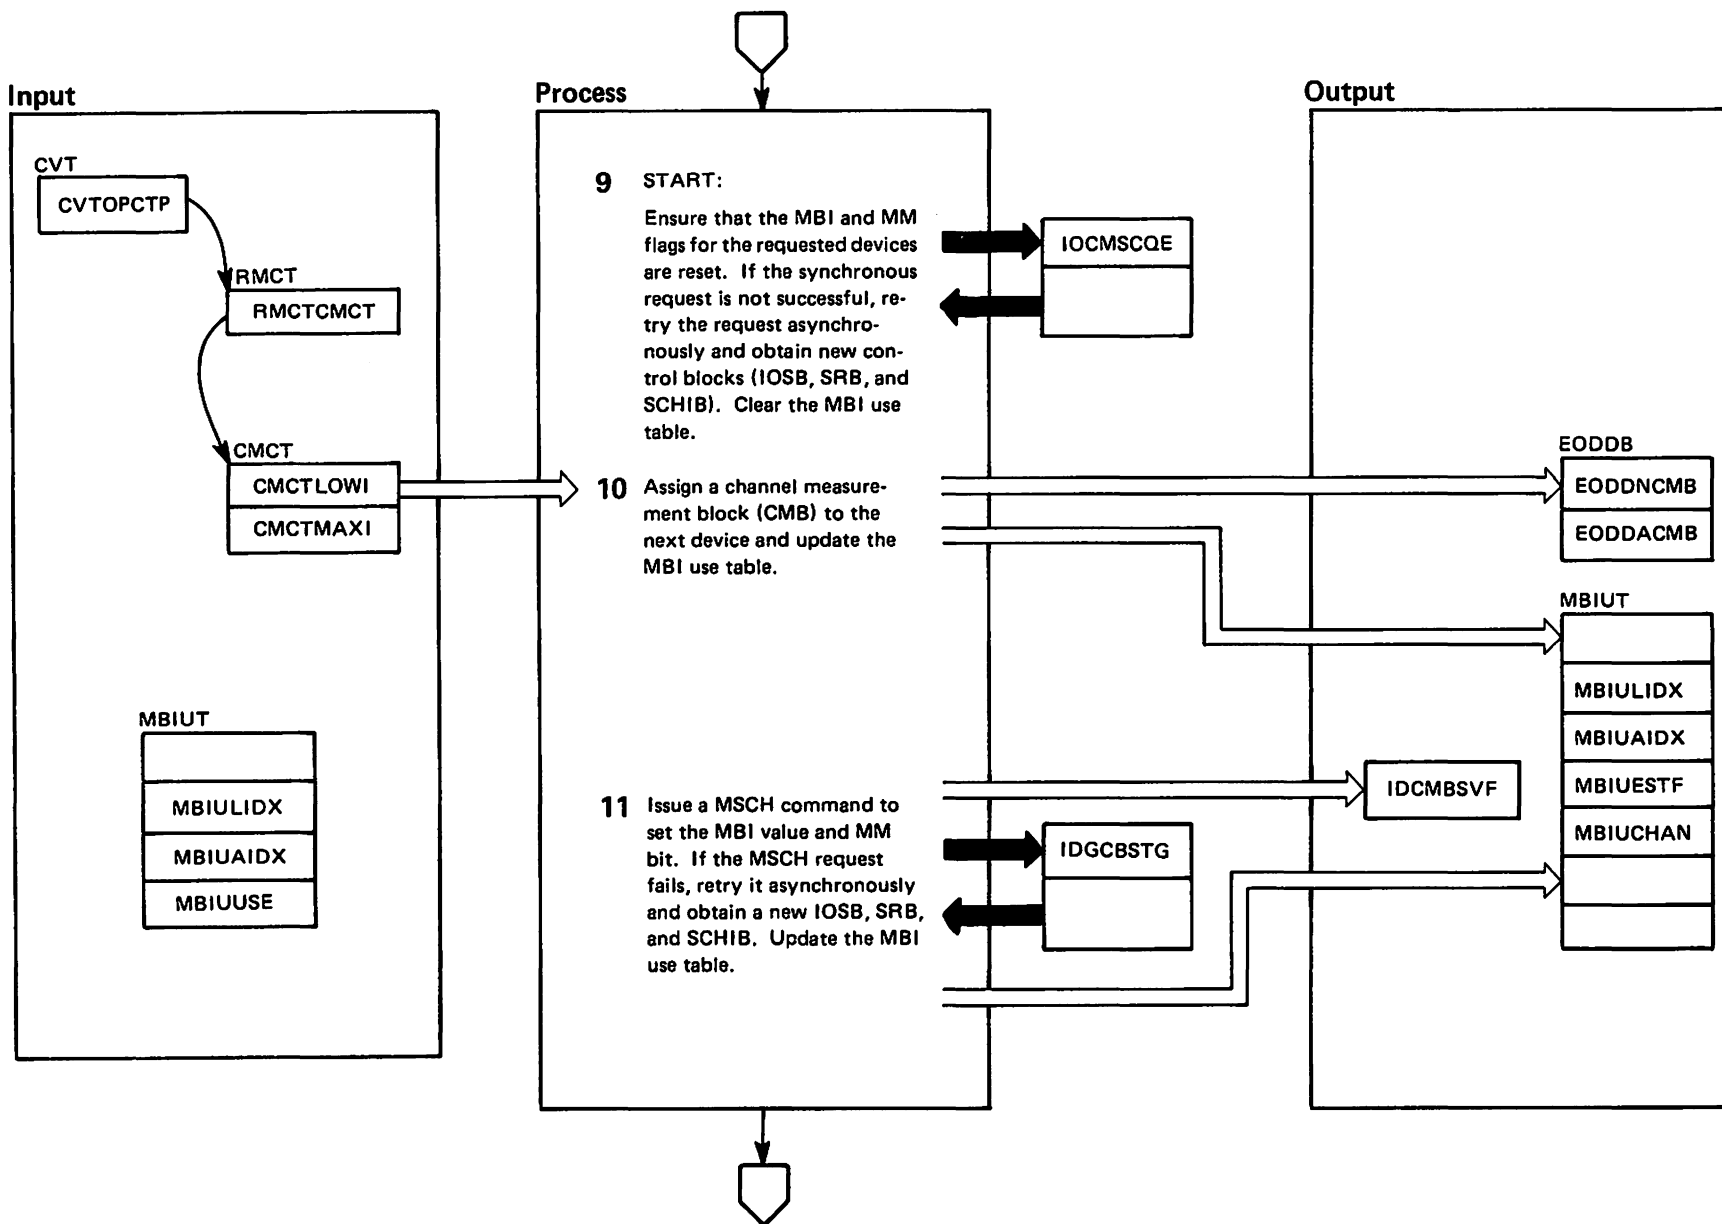 Input
CVT
CVTOPCTP
RMCT
RMCTCMCT
CMCT
CMCTLOWI
CMCTMAXI
MBIUT
MBIULIDX
MBIUAIDX
MBIUUSE
Process
9 START:
Ensure that the MBI and MM
flags for the requested devices
are reset. If the synchronous
request is not successful, re-
try the request asynchro-
nously and obtain new con-
trol blocks (IOSB, SRB, and
SCHIB). Clear the MBI use
table.
IOCMSCQE
10 Assign a channel measure-
ment block (CMB) to the
next device and update the
MBI use table.
11 Issue a MSCH command to
set the MBI value and MM
bit. If the MSCH request
fails, retry it asynchronously
and obtain a new IOSB, SRB,
and SCHIB. Update the MBI
use table.
IDGCBSTG
Output
EODDB
EODDNCMB
EODDACMB
MBIUT
MBIULIDX
MBIUAIDX
MBIUESTF
MBIUCHAN
IDCMBSVF